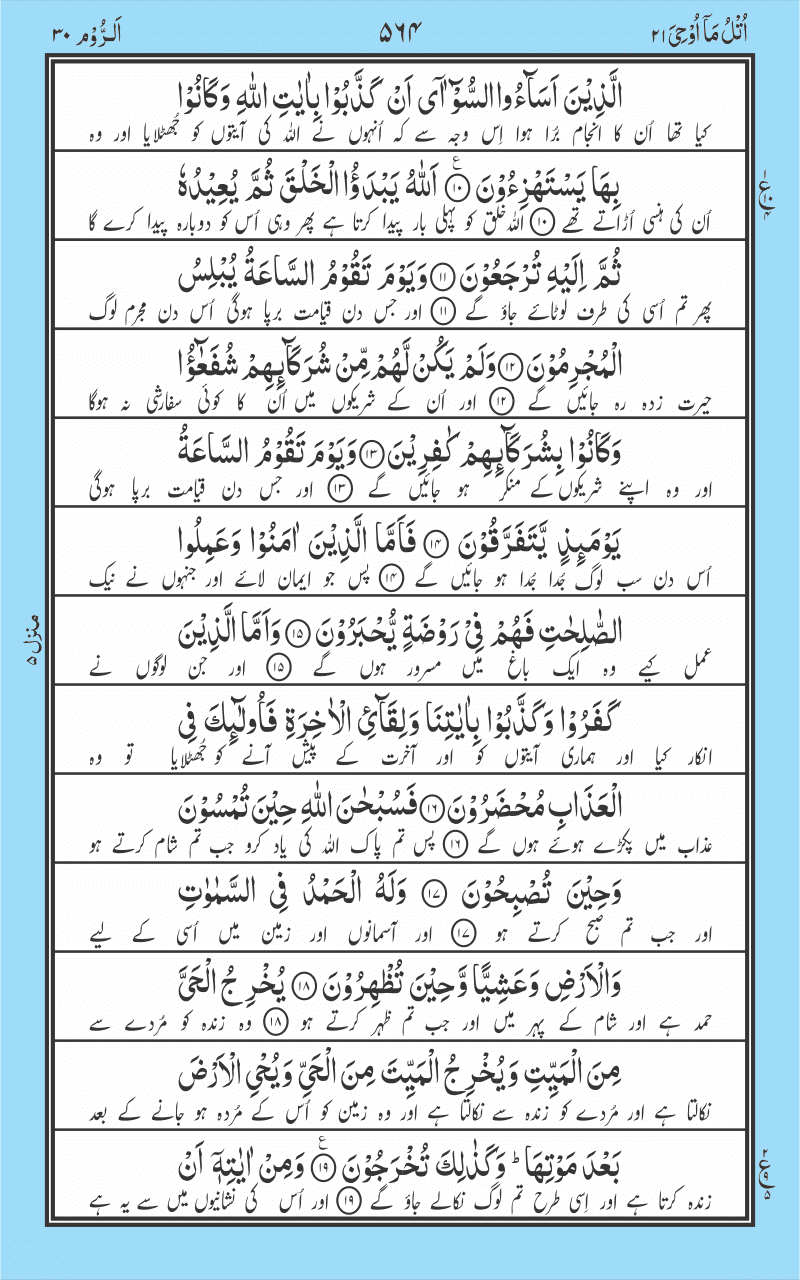 اُتْلُ مَآ اُوْحِیَ ۲۱
۵۶۴
اَلرُّوْم ۳۰
الَّذِیْنَ اَسَآءُوا السُّوْٓاٰۤی اَنْ كَذَّبُوْا بِاٰیٰتِ اللّٰهِ وَ كَانُوْا
کیا تھا اُن کا انجام بُرا ہوا اِس وجہ سے کہ اُنہوں نے اللہ کی آیتوں کو جُھٹلایا اور وہ
بِهَا یَسْتَهْزِءُوْنَ ۱۰ ع اَللّٰهُ یَبْدَؤُا الْخَلْقَ ثُمَّ یُعِیْدُهٗ
اُن کی ہنسی اُڑاتے تھے ۱۰ اللہ خلق کو پہلی بار پیدا کرتا ہے پھر وہی اُس کو دوبارہ پیدا کرے گا
ثُمَّ اِلَیْهِ تُرْجَعُوْنَ ۱۱ وَ یَوْمَ تَقُوْمُ السَّاعَةُ یُبْلِسُ
پھر تم اُسی کی طرف لوٹائے جاؤ گے ۱۱ اور جس دن قیامت برپا ہوگی اُس دن مجرم لوگ
الْمُجْرِمُوْنَ ۱۲ وَ لَمْ یَكُنْ لَّهُمْ مِّنْ شُرَكَآئِهِمْ شُفَعٰٓؤُا
حیرت زدہ رہ جائیں گے ۱۲ اور اُن کے شریکوں میں اُن کا کوئی سفارشی نہ ہوگا
وَ كَانُوْا بِشُرَكَآئِهِمْ كٰفِرِیْنَ ۱۳ وَ یَوْمَ تَقُوْمُ السَّاعَةُ
اور وہ اپنے شریکوں کے منکر ہو جائیں گے ۱۳ اور جس دن قیامت برپا ہوگی
یَوْمَىِٕذٍ یَّتَفَرَّقُوْنَ ۱۴ فَاَمَّا الَّذِیْنَ اٰمَنُوْا وَ عَمِلُوا
اُس دن سب لوگ جُدا جُدا ہو جائیں گے ۱۴ پس جو ایمان لائے اور جنہوں نے نیک
الصّٰلِحٰتِ فَهُمْ فِیْ رَوْضَةٍ یُّحْبَرُوْنَ ۱۵ وَ اَمَّا الَّذِیْنَ
عمل کیے وہ ایک باغ میں مسرور ہوں گے ۱۵ اور جن لوگوں نے
كَفَرُوْا وَ كَذَّبُوْا بِاٰیٰتِنَا وَ لِقَآئِ الْاٰخِرَةِ فَاُولٰٓىِٕكَ فِی
انکار کیا اور ہماری آیتوں کو اور آخرت کے پیش آنے کو جُھٹلایا تو وہ
الْعَذَابِ مُحْضَرُوْنَ ۱۶ فَسُبْحٰنَ اللّٰهِ حِیْنَ تُمْسُوْنَ
عذاب میں پکڑے ہوئے ہوں گے ۱۶ پس تم پاک اللہ کی یاد کرو جب تم شام کرتے ہو
وَ حِیْنَ تُصْبِحُوْنَ ۱۷ وَ لَهُ الْحَمْدُ فِی السَّمٰوٰتِ
اور جب تم صبح کرتے ہو ۱۷ اور آسمانوں اور زمین میں اُسی کے لیے
وَ الْاَرْضِ وَ عَشِیًّا وَّ حِیْنَ تُظْهِرُوْنَ ۱۸ یُخْرِجُ الْحَیَّ
حمد ہے اور شام کے پہر میں اور جب تم ظہر کرتے ہو ۱۸ وہ زندہ کو مُردے سے
مِنَ الْمَیِّتِ وَ یُخْرِجُ الْمَیِّتَ مِنَ الْحَیِّ وَ یُحْیِ الْاَرْضَ
نکالتا ہے اور مُردے کو زندہ سے نکالتا ہے اور وہ زمین کو اُس کے مُردہ ہو جانے کے بعد
بَعْدَ مَوْتِهَا ؕ وَ كَذٰلِكَ تُخْرَجُوْنَ ۱۹ ع وَ مِنْ اٰیٰتِهٖۤ اَنْ
زندہ کرتا ہے اور اِسی طرح تم لوگ نکالے جاؤ گے ۱۹ اور اُس کی نشانیوں میں سے یہ ہے
منزل ۵